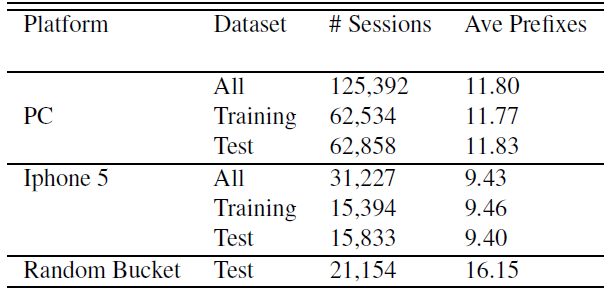 Platform Dataset # Sessions Ave Prefixes
All 125,392 11.80
PC Training 62,534 11.77
Test 62,858 11.83
Iphone 5 All 31,227 9.43
Training 15,394 9.46
Test 15,833 9.40
Random Bucket Test 21,154 16.15